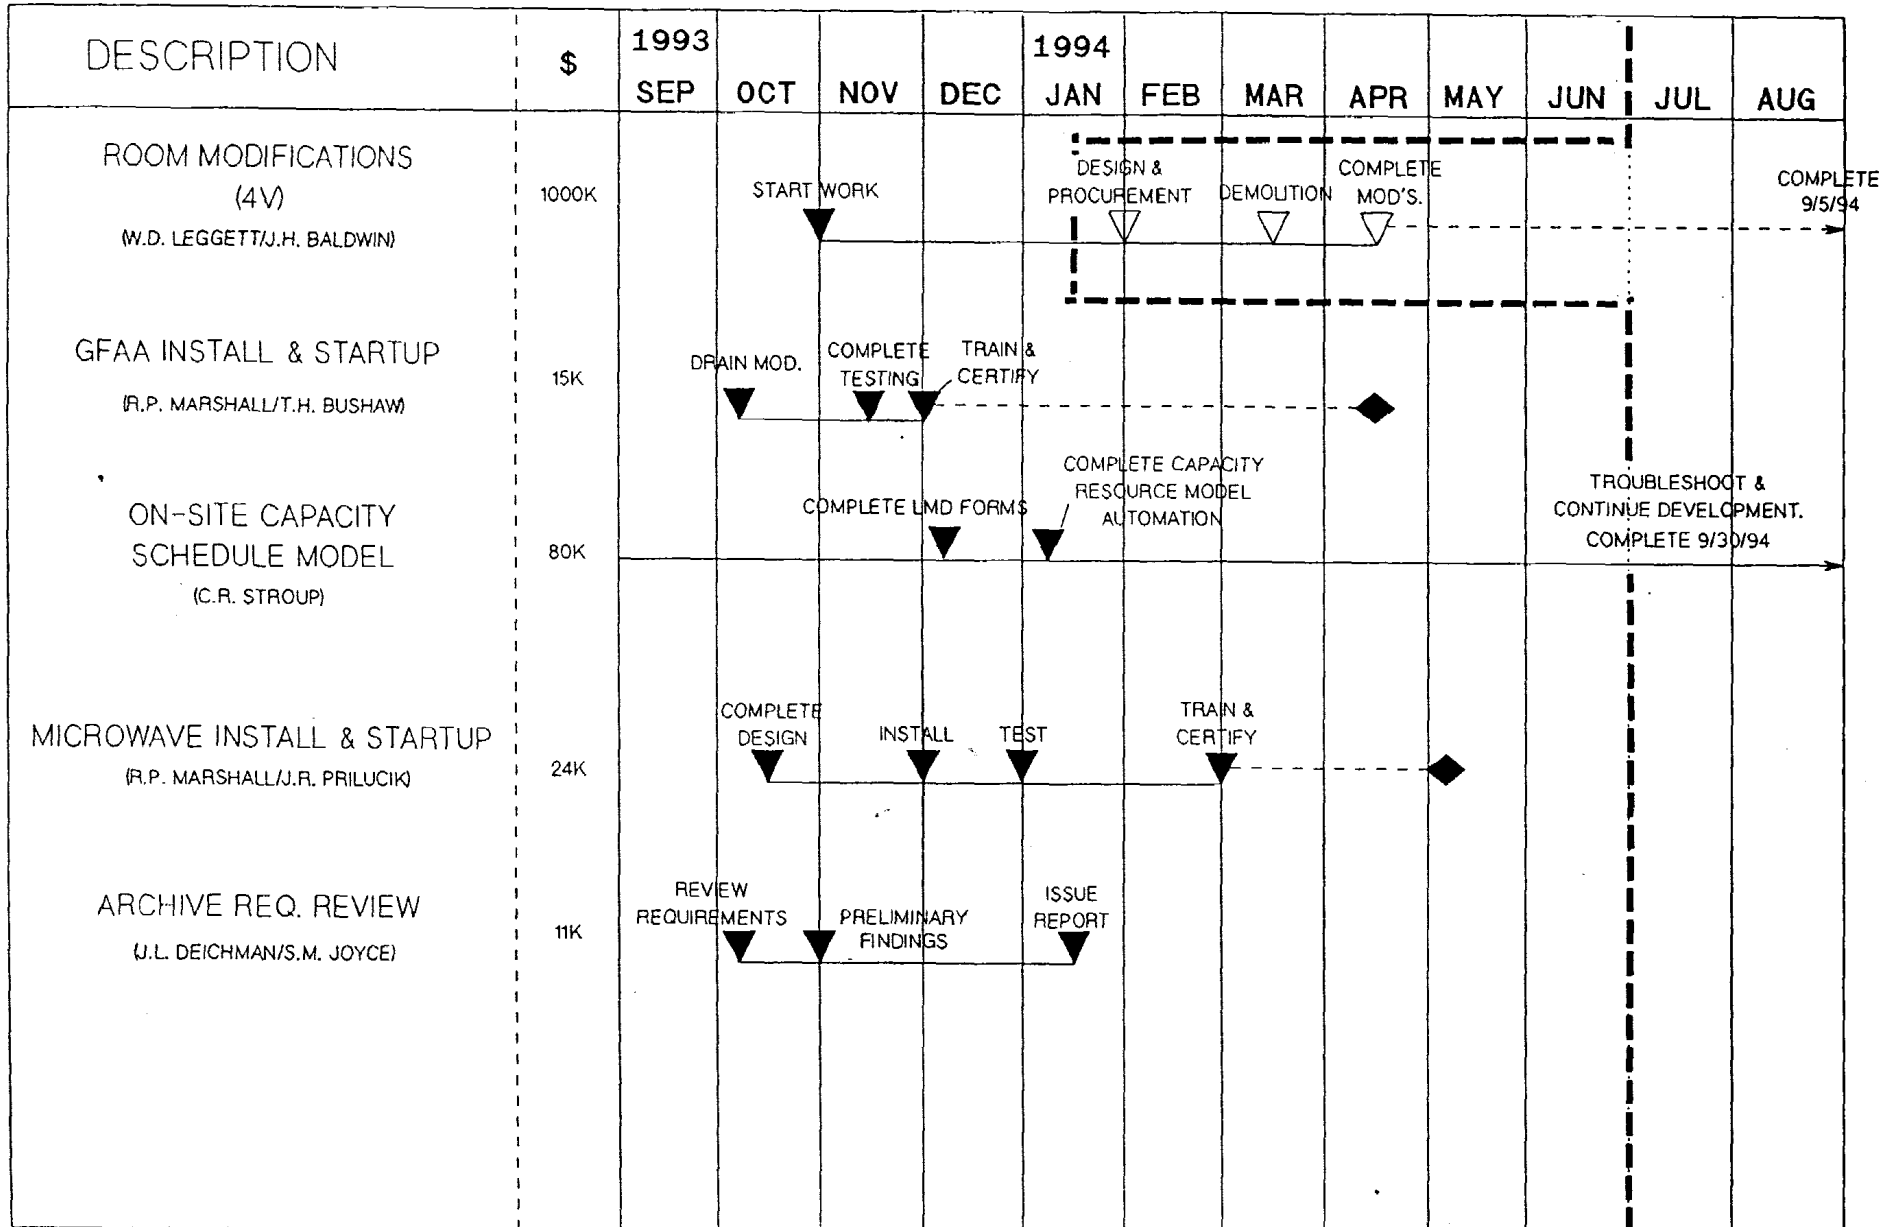 DESCRIPTION
$
1993
1994
SEP OCT NOV DEC JAN FEB MAR APR MAY JUN JUL AUG
ROOM MODIFICATIONS
(4V)
(W.D. LEGGETT/J.H. BALDWIN)
1000K
START WORK
DESIGN &
PROCUREMENT
DEMOLITION
COMPLETE
MOD'S.
COMPLETE
9/5/94
GFAA INSTALL & STARTUP
(R.P. MARSHALL/T.H. BUSHAW)
15K
DRAIN MOD.
COMPLETE
TESTING
TRAIN &
CERTIFY
ON-SITE CAPACITY
SCHEDULE MODEL
(C.R. STROUP)
80K
COMPLETE LMD FORMS
COMPLETE CAPACITY
RESOURCE MODEL
AUTOMATION
TROUBLESHOOT &
CONTINUE DEVELOPMENT.
COMPLETE 9/30/94
MICROWAVE INSTALL & STARTUP
(R.P. MARSHALL/J.R. PRILUCIK)
24K
COMPLETE
DESIGN
INSTALL
TEST
TRAIN &
CERTIFY
ARCHIVE REQ. REVIEW
(J.L. DEICHMAN/S.M. JOYCE)
11K
REVIEW
REQUIREMENTS
PRELIMINARY
FINDINGS
ISSUE
REPORT